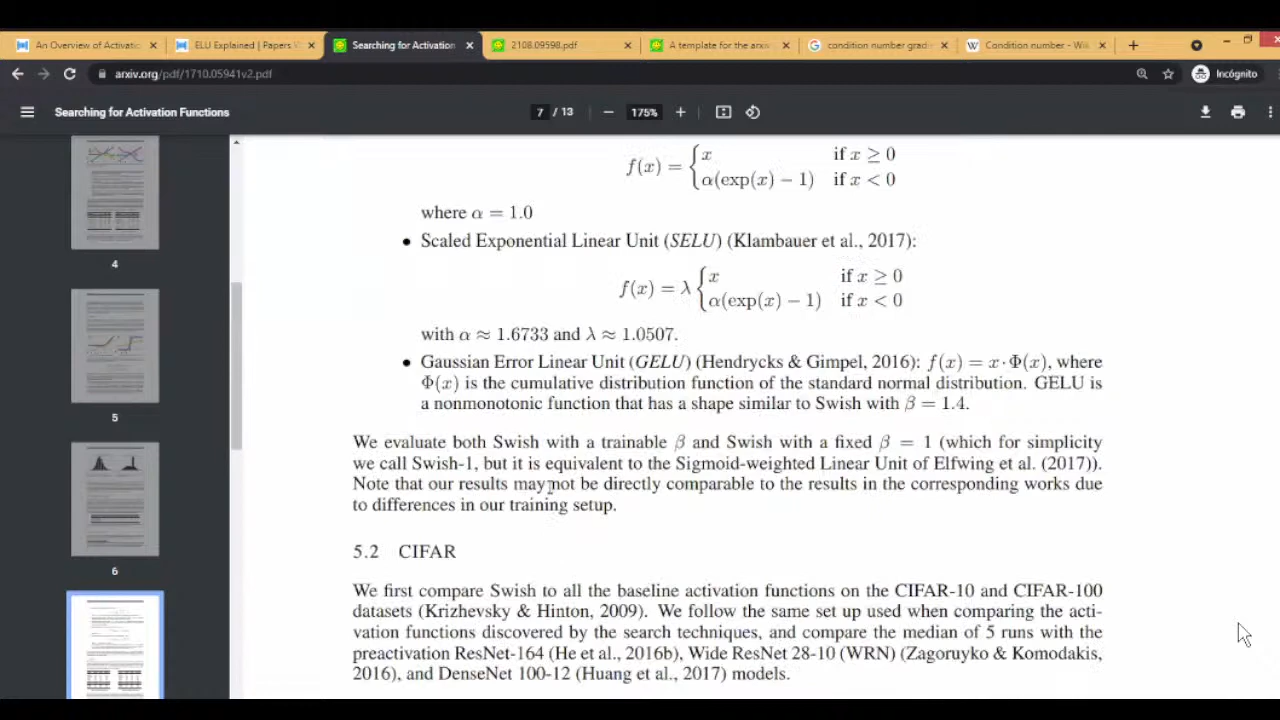 An Overview of Activatic
ELU Explained | Papers
Searching for Activation
2108.09598.pdf
A template for the arxiv
condition number gradi
Condition number - Wi
arxiv.org/pdf/1710.05941v2.pdf
Incógnito
Searching for Activation Functions
7 / 13
175%
4
5
6
f(x) = { x if x ≥ 0
α(exp(x) − 1) if x < 0
where α = 1.0
• Scaled Exponential Linear Unit (SELU) (Klambauer et al., 2017):
f(x) = λ { x if x ≥ 0
α(exp(x) − 1) if x < 0
with α ≈ 1.6733 and λ ≈ 1.0507.
• Gaussian Error Linear Unit (GELU) (Hendrycks & Gimpel, 2016): f(x) = x · Φ(x), where
Φ(x) is the cumulative distribution function of the standard normal distribution. GELU is
a nonmonotonic function that has a shape similar to Swish with β = 1.4.
We evaluate both Swish with a trainable β and Swish with a fixed β = 1 (which for simplicity
we call Swish-1, but it is equivalent to the Sigmoid-weighted Linear Unit of Elfwing et al. (2017)).
Note that our results may not be directly comparable to the results in the corresponding works due
to differences in our training setup.
5.2 CIFAR
We first compare Swish to all the baseline activation functions on the CIFAR-10 and CIFAR-100
datasets (Krizhevsky & Hinton, 2009). We follow the same set up used when comparing the acti-
vation functions discovered by the search techniques, and compare the median of 5 runs with the
preactivation ResNet-164 (He et al., 2016b), Wide ResNet 28-10 (WRN) (Zagoruyko & Komodakis,
2016), and DenseNet 100-12 (Huang et al., 2017) models.